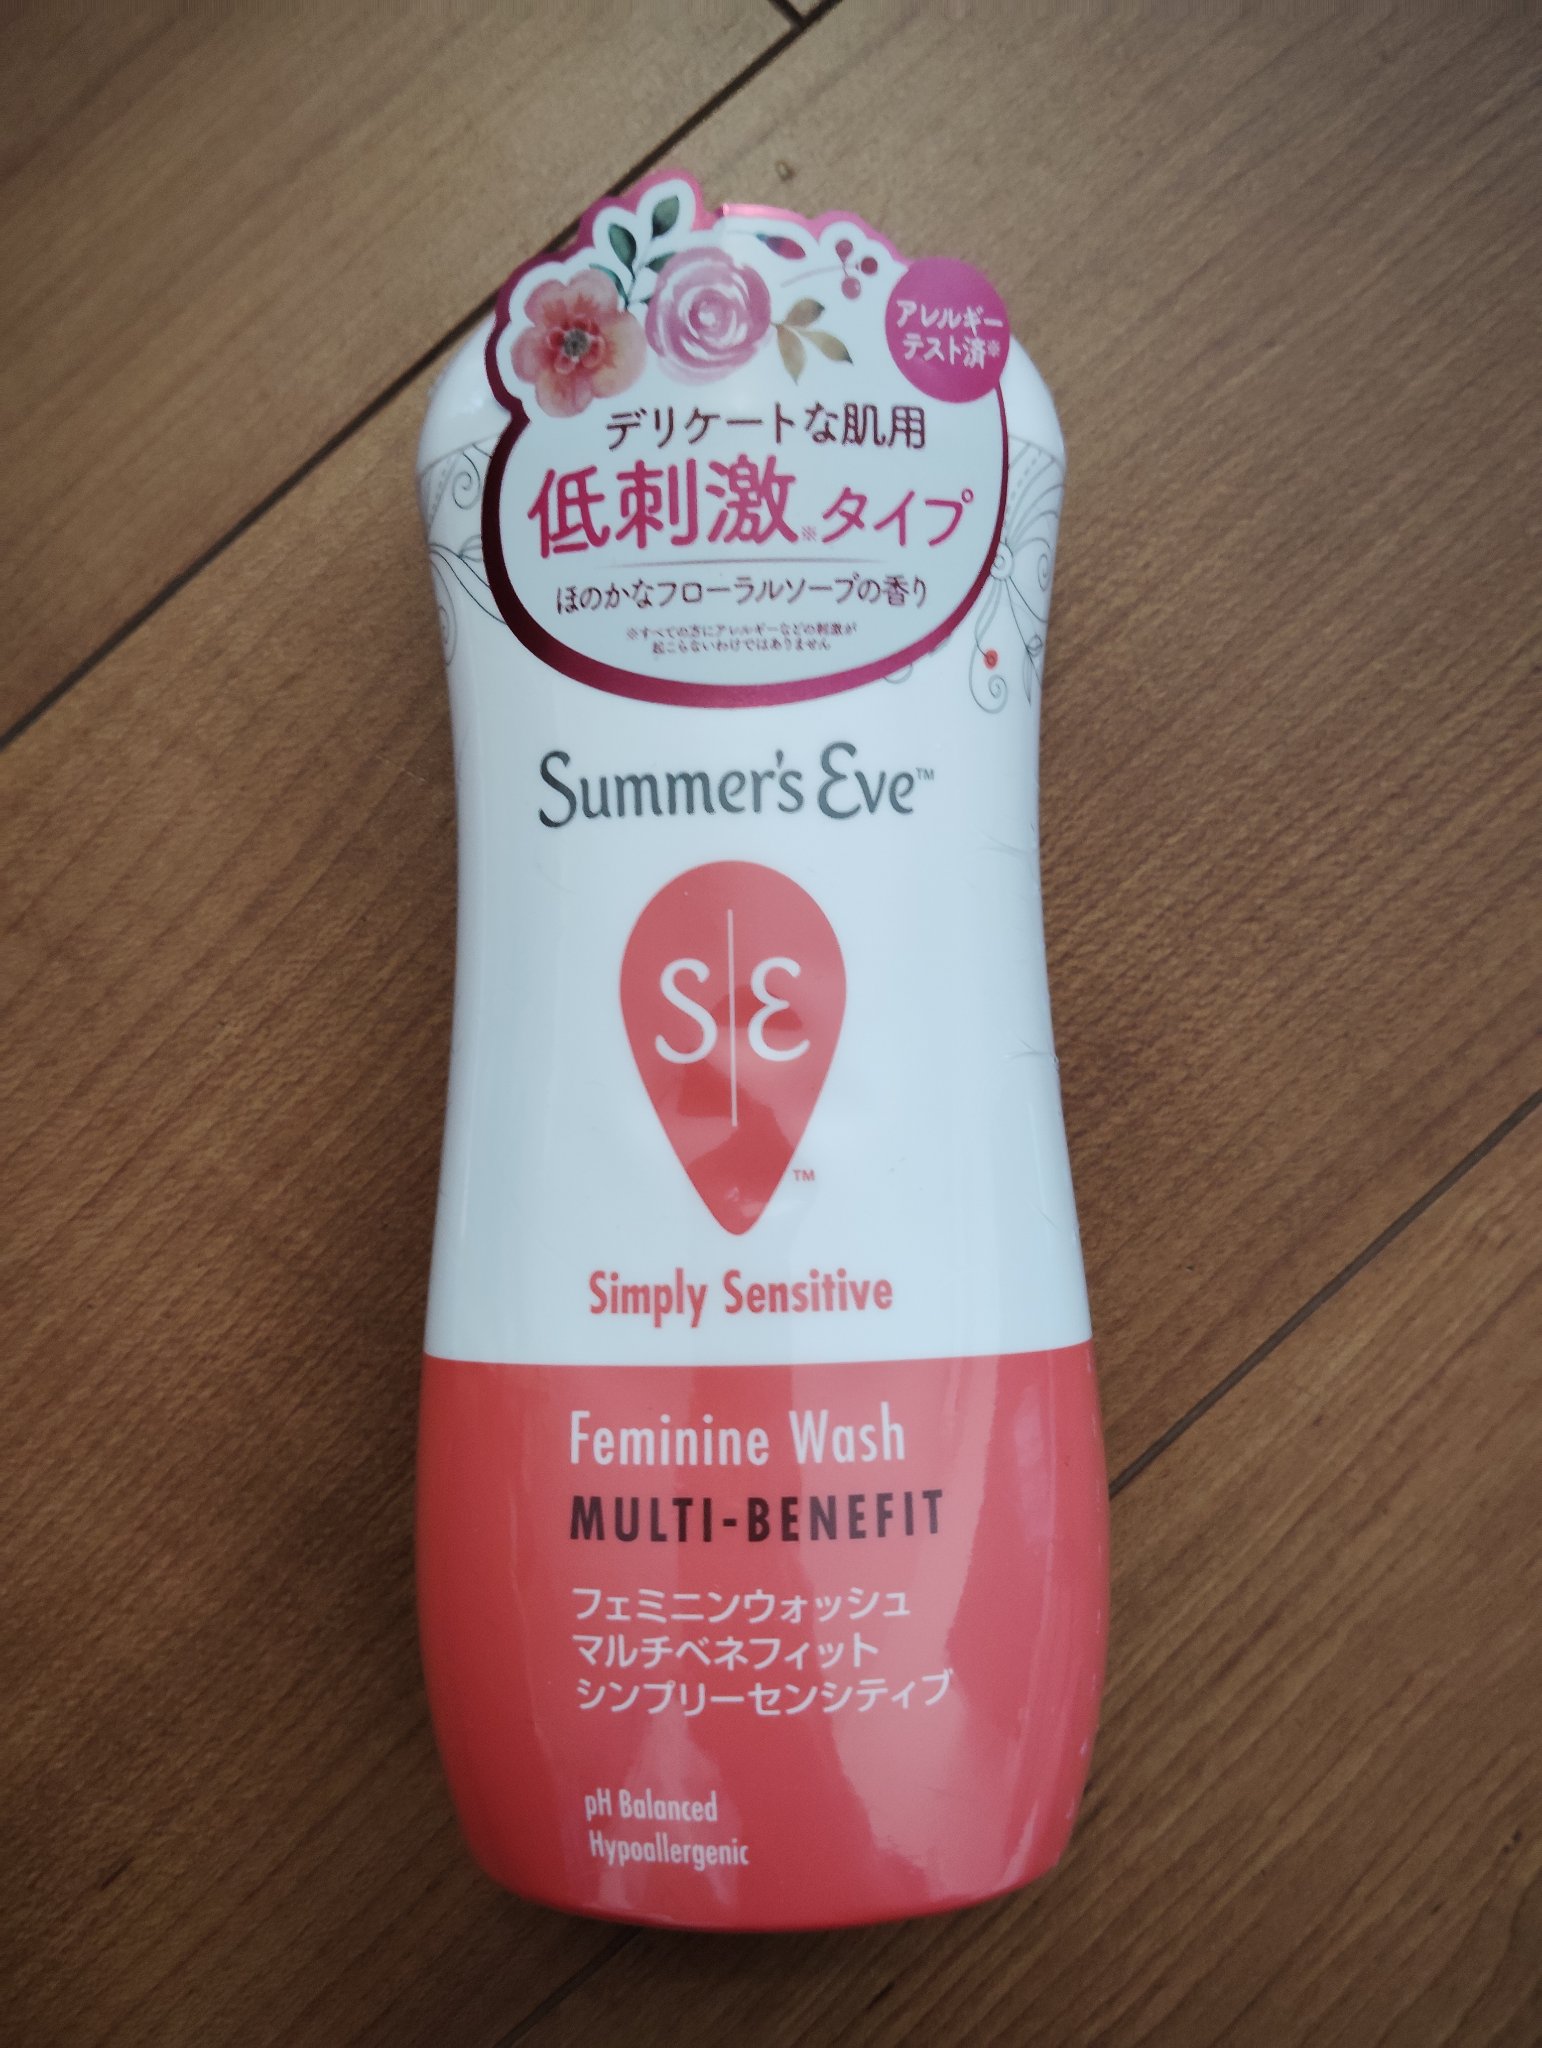 アレルギー
テスト済※
デリケートな肌用
低刺激※タイプ
ほのかなフローラルソープの香り
※すべての方にアレルギーなどの刺激が
起こらないわけではありません
Summer's Eve™
S|E
™
Simply Sensitive
Feminine Wash
MULTI-BENEFIT
フェミニンウォッシュ
マルチベネフィット
シンプリーセンシティブ
pH Balanced
Hypoallergenic